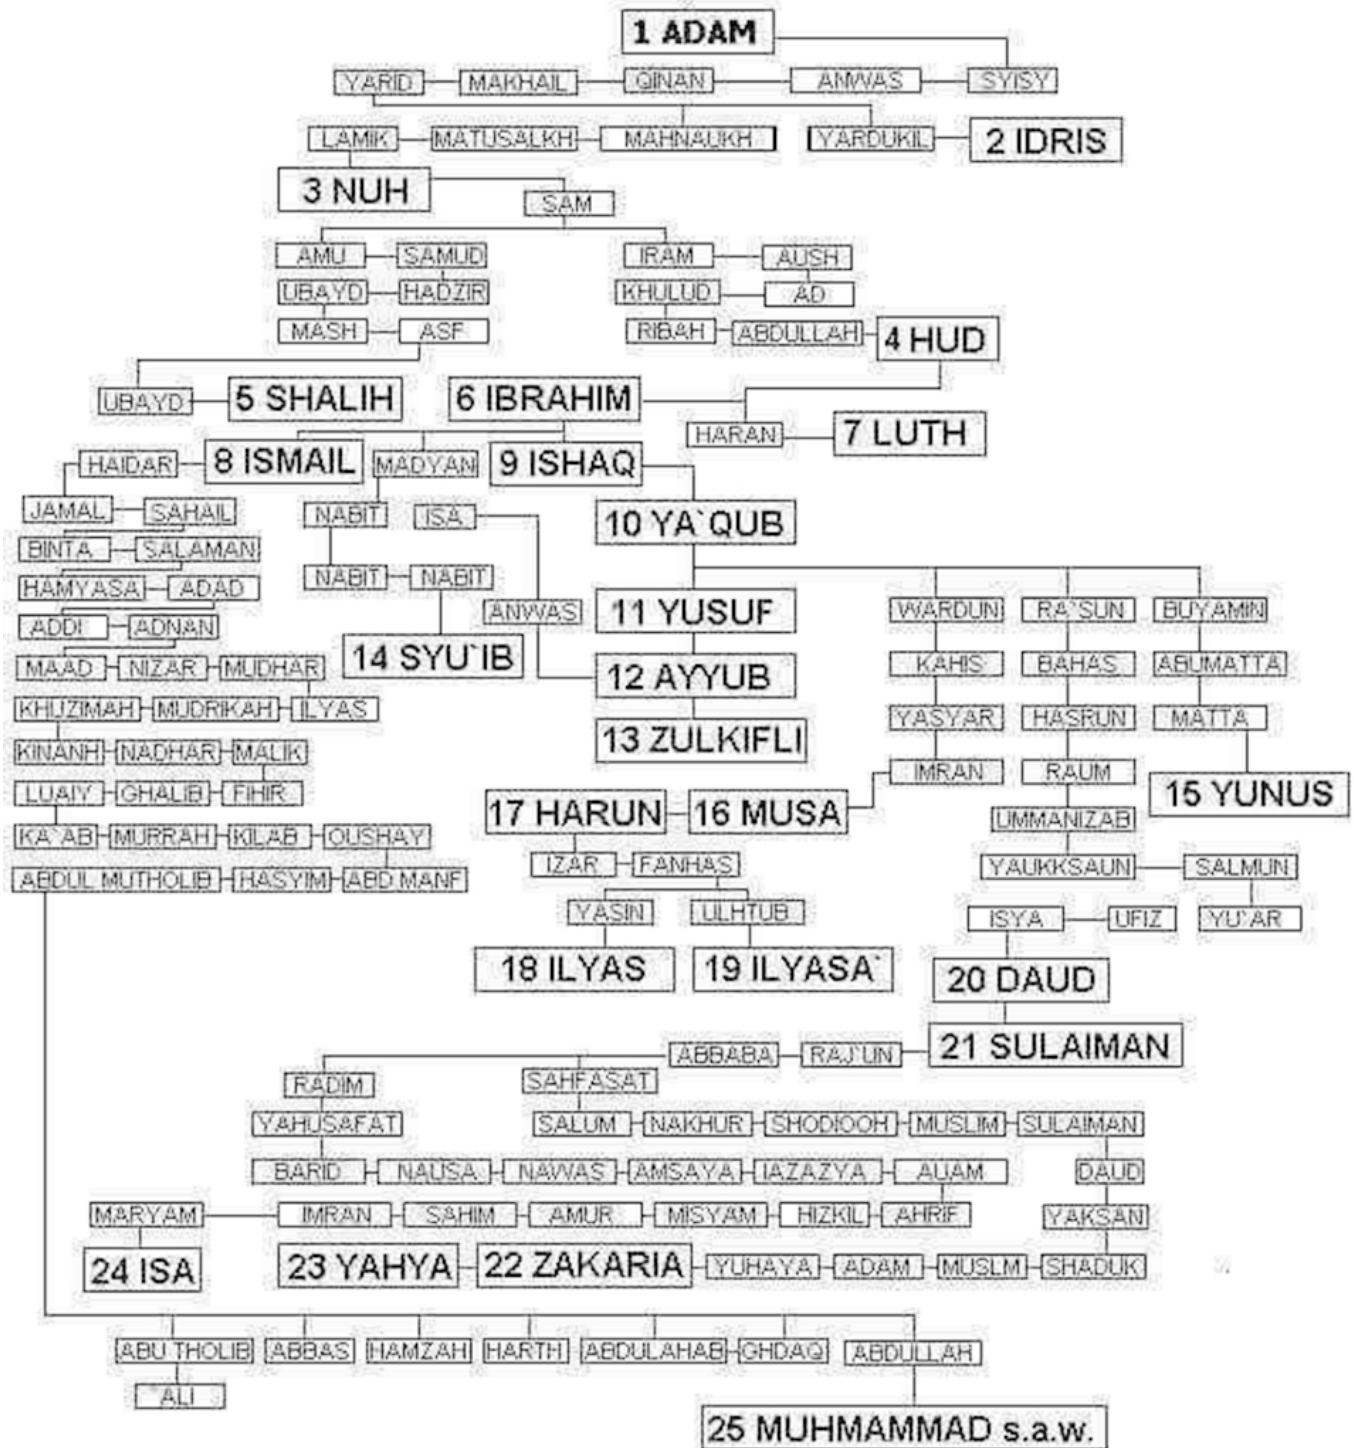 1 ADAM
YARID MAKHAIL QINAN ANWAS SYISY
LAMIK MATUSALKH MAHNAUKH YARDUKIL 2 IDRIS
3 NUH
SAM
AMU SAMUD IRAM AUSH
UBAYD HADZIR KHULUD AD
MASH ASF RIBAH ABDULLAH 4 HUD
UBAYD 5 SHALIH 6 IBRAHIM
HARAN 7 LUTH
HAIDAR 8 ISMAIL MADYAN 9 ISHAQ
JAMAL SAHAIL NABIT ISA 10 YA`QUB
BINTA SALAMAN
HAMYASA ADAD NABIT NABIT
ANWAS 11 YUSUF WARDUN RA`SUN BUYAMIN
ADDI ADNAN
14 SYU`IB
MAAD NIZAR MUDHAR 12 AYYUB KAHIS BAHAS ABUMATTA
KHUZIMAH MUDRIKAH ILYAS YASYAR HASRUN MATTA
KINANH NADHAR MALIK 13 ZULKIFLI
IMRAN RAUM
LUAIY GHALIB FIHIR 15 YUNUS
17 HARUN 16 MUSA UMMANIZAB
KA`AB MURRAH KILAB OUSHAY
IZAR FANHAS YAUKKSAUN SALMUN
ABDUL MUTHOLIB HASYIM ABD.MANF
YASIN ULHTUB ISYA UFIZ YU`AR
18 ILYAS 19 ILYASA` 20 DAUD
ABBABA RAJ`UN 21 SULAIMAN
RADIM SAHFASAT
YAHUSAFAT SALUM NAKHUR SHODIOOH MUSLIM SULAIMAN
BARID NAUSA NAWAS AMSAYA IAZAZYA AUAM DAUD
MARYAM IMRAN SAHIM AMUR MISYAM HIZKIL AHRIF YAKSAN
24 ISA 23 YAHYA 22 ZAKARIA YUHAYA ADAM MUSLM SHADUK
ABU THOLIB ABBAS HAMZAH HARTH ABDULAHAB GHDAQ ABDULLAH
`ALI
25 MUHMAMMAD s.a.w.